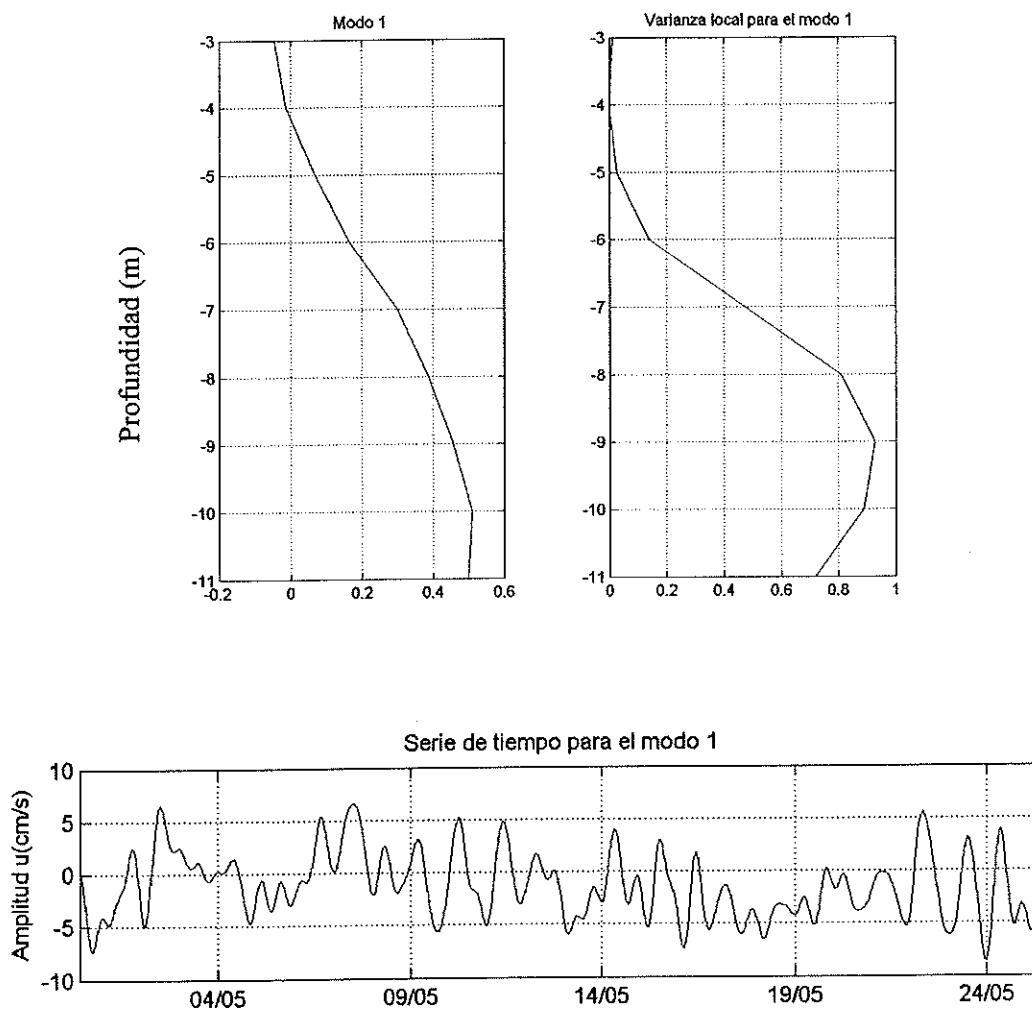 Modo 1
-3
-4
-5
-6
-7
-8
-9
-10
-11
-0.2 0 0.2 0.4 0.6
Profundidad (m)
Varianza local para el modo 1
-3
-4
-5
-6
-7
-8
-9
-10
-11
0 0.2 0.4 0.6 0.8 1
Serie de tiempo para el modo 1
Amplitud u(cm/s)
10
5
0
-5
-10
04/05 09/05 14/05 19/05 24/05